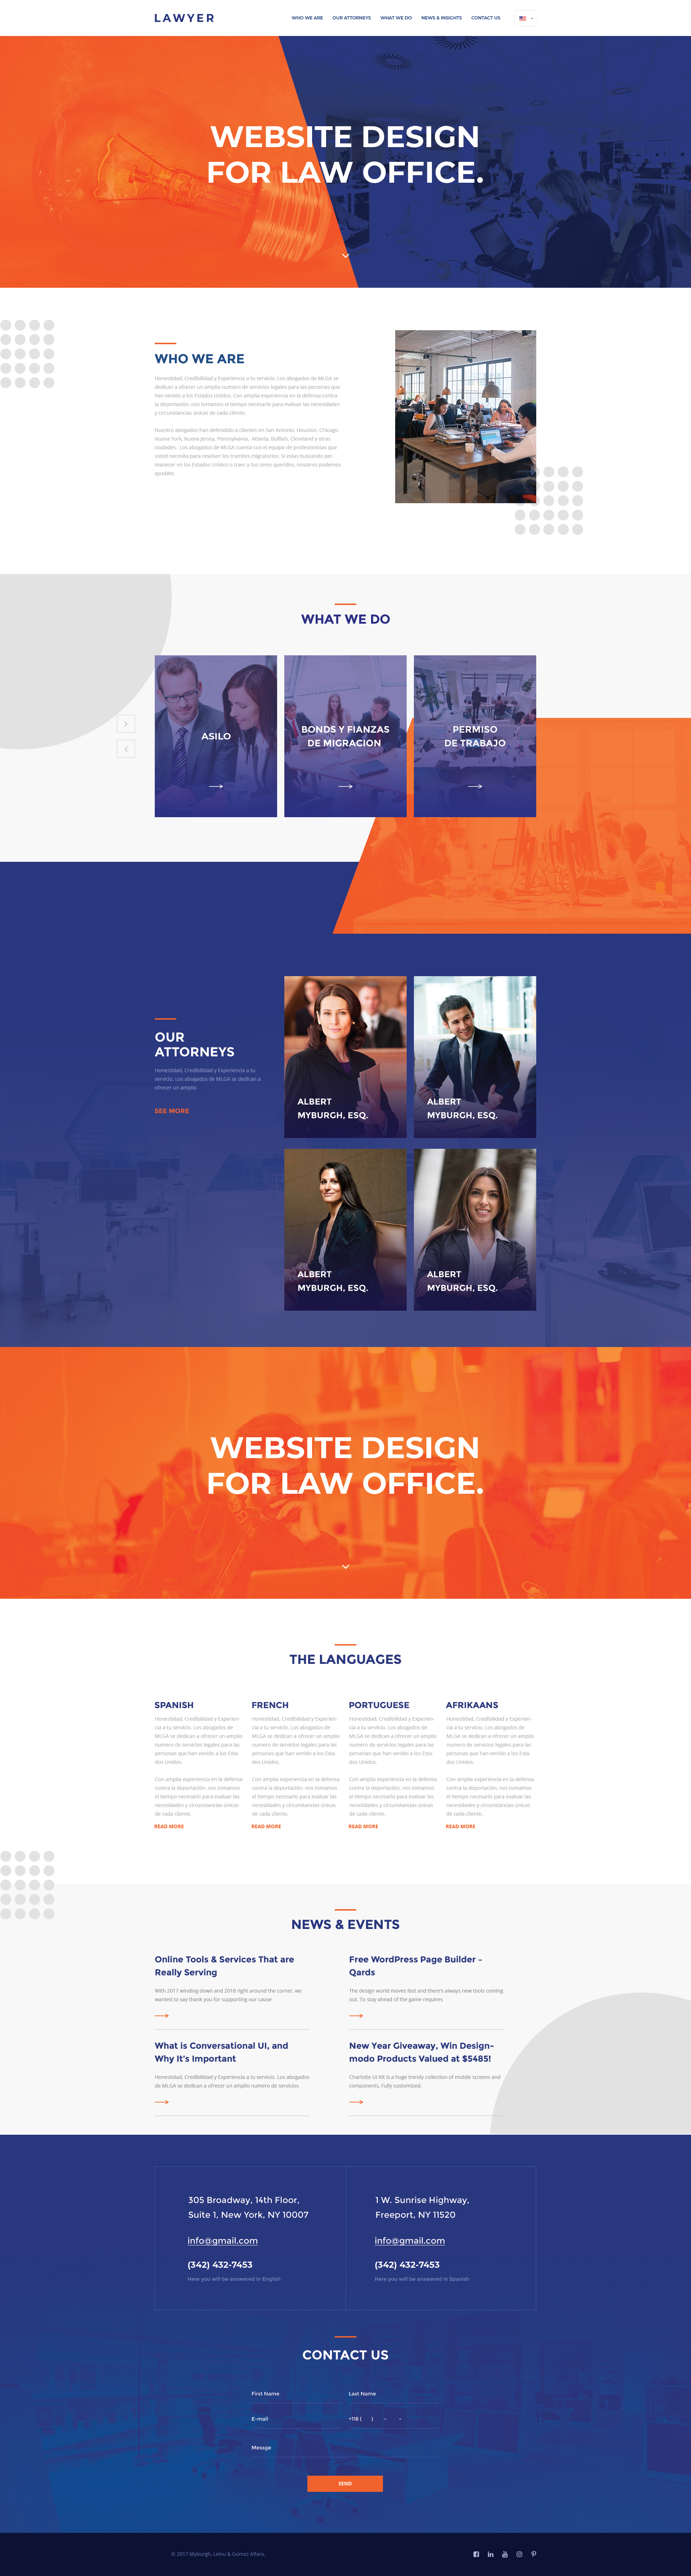 LAWYER
WHO WE ARE OUR ATTORNEYS WHAT WE DO NEWS & INSIGHTS CONTACT US
WEBSITE DESIGN
FOR LAW OFFICE.
WHO WE ARE
Honestidad, Credibilidad y Experiencia a tu servicio. Los abogados de MLGA se
dedican a ofrecer un amplio numero de servicios legales para las personas que
han venido a los Estados Unidos. Con amplia experiencia en la defensa contra
la deportación, nos tomamos el tiempo necesario para evaluar las necesidades
y circunstancias únicas de cada cliente.
Nuestro abogados han defendido a clientes en San Antonio, Houston, Chicago,
Nueva York, Nueva Jersey, Pennsylvania, Atlanta, Buffalo, Cleveland y otras
ciudades. Los abogados de MLGA cuenta con el equipo de profesionistas que
usted necesita para resolver los tramites migratorios. Si estas buscando per-
manecer en los Estados Unidos o traer a tus seres queridos, nosotros podemos
ayudate.
WHAT WE DO
ASILO
BONDS Y FIANZAS
DE MIGRACION
PERMISO
DE TRABAJO
OUR
ATTORNEYS
Honestidad, Credibilidad y Experiencia a tu
servicio. Los abogados de MLGA se dedican a
ofrecer un amplio
SEE MORE
ALBERT
MYBURGH, ESQ.
ALBERT
MYBURGH, ESQ.
ALBERT
MYBURGH, ESQ.
ALBERT
MYBURGH, ESQ.
WEBSITE DESIGN
FOR LAW OFFICE.
THE LANGUAGES
SPANISH
Honestidad, Credibilidad y Experien-
cia a tu servicio. Los abogados de
MLGA se dedican a ofrecer un amplio
numero de servicios legales para las
personas que han venido a los Esta-
dos Unidos.
Con amplia experiencia en la defensa
contra la deportación, nos tomamos
el tiempo necesario para evaluar las
necesidades y circunstancias únicas
de cada cliente.
READ MORE
FRENCH
Honestidad, Credibilidad y Experien-
cia a tu servicio. Los abogados de
MLGA se dedican a ofrecer un amplio
numero de servicios legales para las
personas que han venido a los Esta-
dos Unidos.
Con amplia experiencia en la defensa
contra la deportación, nos tomamos
el tiempo necesario para evaluar las
necesidades y circunstancias únicas
de cada cliente.
READ MORE
PORTUGUESE
Honestidad, Credibilidad y Experien-
cia a tu servicio. Los abogados de
MLGA se dedican a ofrecer un amplio
numero de servicios legales para las
personas que han venido a los Esta-
dos Unidos.
Con amplia experiencia en la defensa
contra la deportación, nos tomamos
el tiempo necesario para evaluar las
necesidades y circunstancias únicas
de cada cliente.
READ MORE
AFRIKAANS
Honestidad, Credibilidad y Experien-
cia a tu servicio. Los abogados de
MLGA se dedican a ofrecer un amplio
numero de servicios legales para las
personas que han venido a los Esta-
dos Unidos.
Con amplia experiencia en la defensa
contra la deportación, nos tomamos
el tiempo necesario para evaluar las
necesidades y circunstancias únicas
de cada cliente.
READ MORE
NEWS & EVENTS
Online Tools & Services That are
Really Serving
With 2017 winding down and 2018 right around the corner, we
wanted to say thank you for supporting our cause
Free WordPress Page Builder –
Qards
The design world moves fast and there's always new tools coming
out. To stay ahead of the game requires
What is Conversational UI, and
Why It's Important
Honestidad, Credibilidad y Experiencia a tu servicio. Los abogados
de MLGA se dedican a ofrecer un amplio numero de servicios
New Year Giveaway, Win Design-
modo Products Valued at $5485!
Charlotte UI Kit is a huge trendy collection of mobile screens and
components. Fully customized,
305 Broadway, 14th Floor,
Suite 1, New York, NY 10007
info@gmail.com
(342) 432-7453
Here you will be answered in English
1 W. Sunrise Highway,
Freeport, NY 11520
info@gmail.com
(342) 432-7453
Here you will be answered in Spanish
CONTACT US
First Name Last Name
E-mail +118 ( ) – –
Messge
SEND
© 2017 Myburgh, Leleu & Gomez Alfaro.